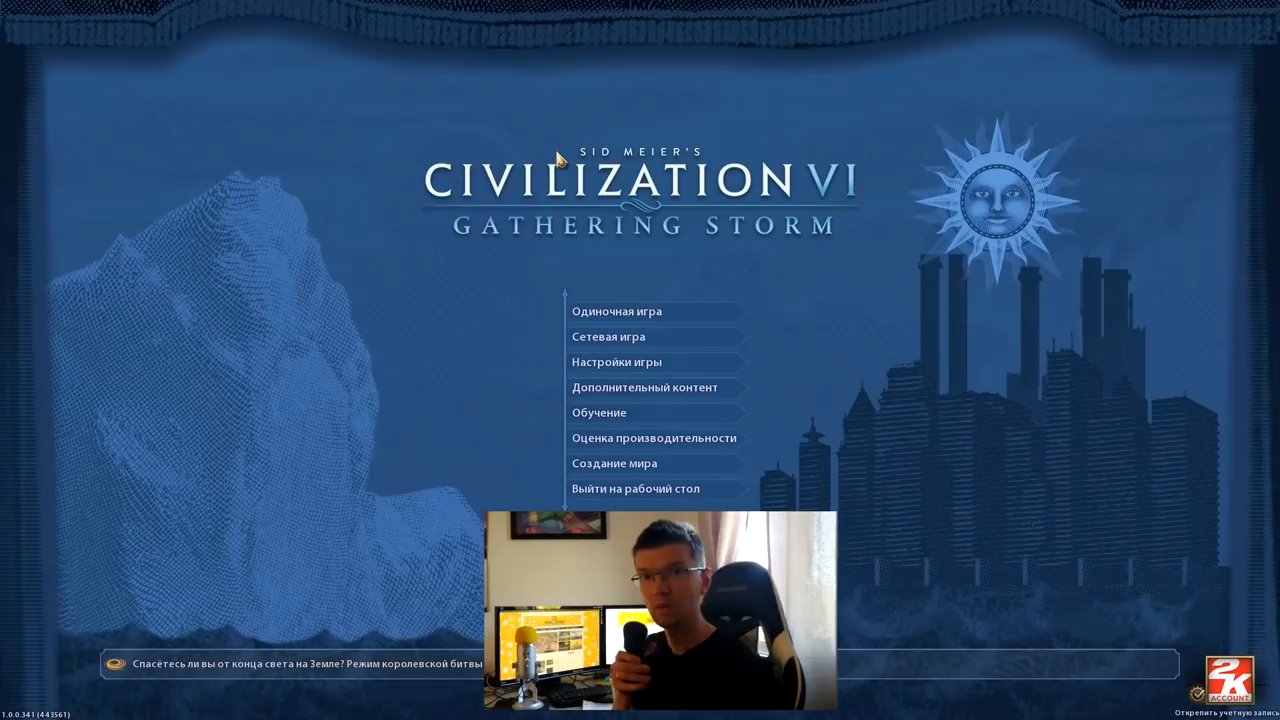 SID MEIER'S
CIVILIZATION VI
GATHERING STORM
Одиночная игра
Сетевая игра
Настройки игры
Дополнительный контент
Обучение
Оценка производительности
Создание мира
Выйти на рабочий стол
Спасётесь ли вы от конца света на Земле? Режим королевской битвы
2K
ACCOUNT
1.0.0.341 (443561)
Открепить учетную запись